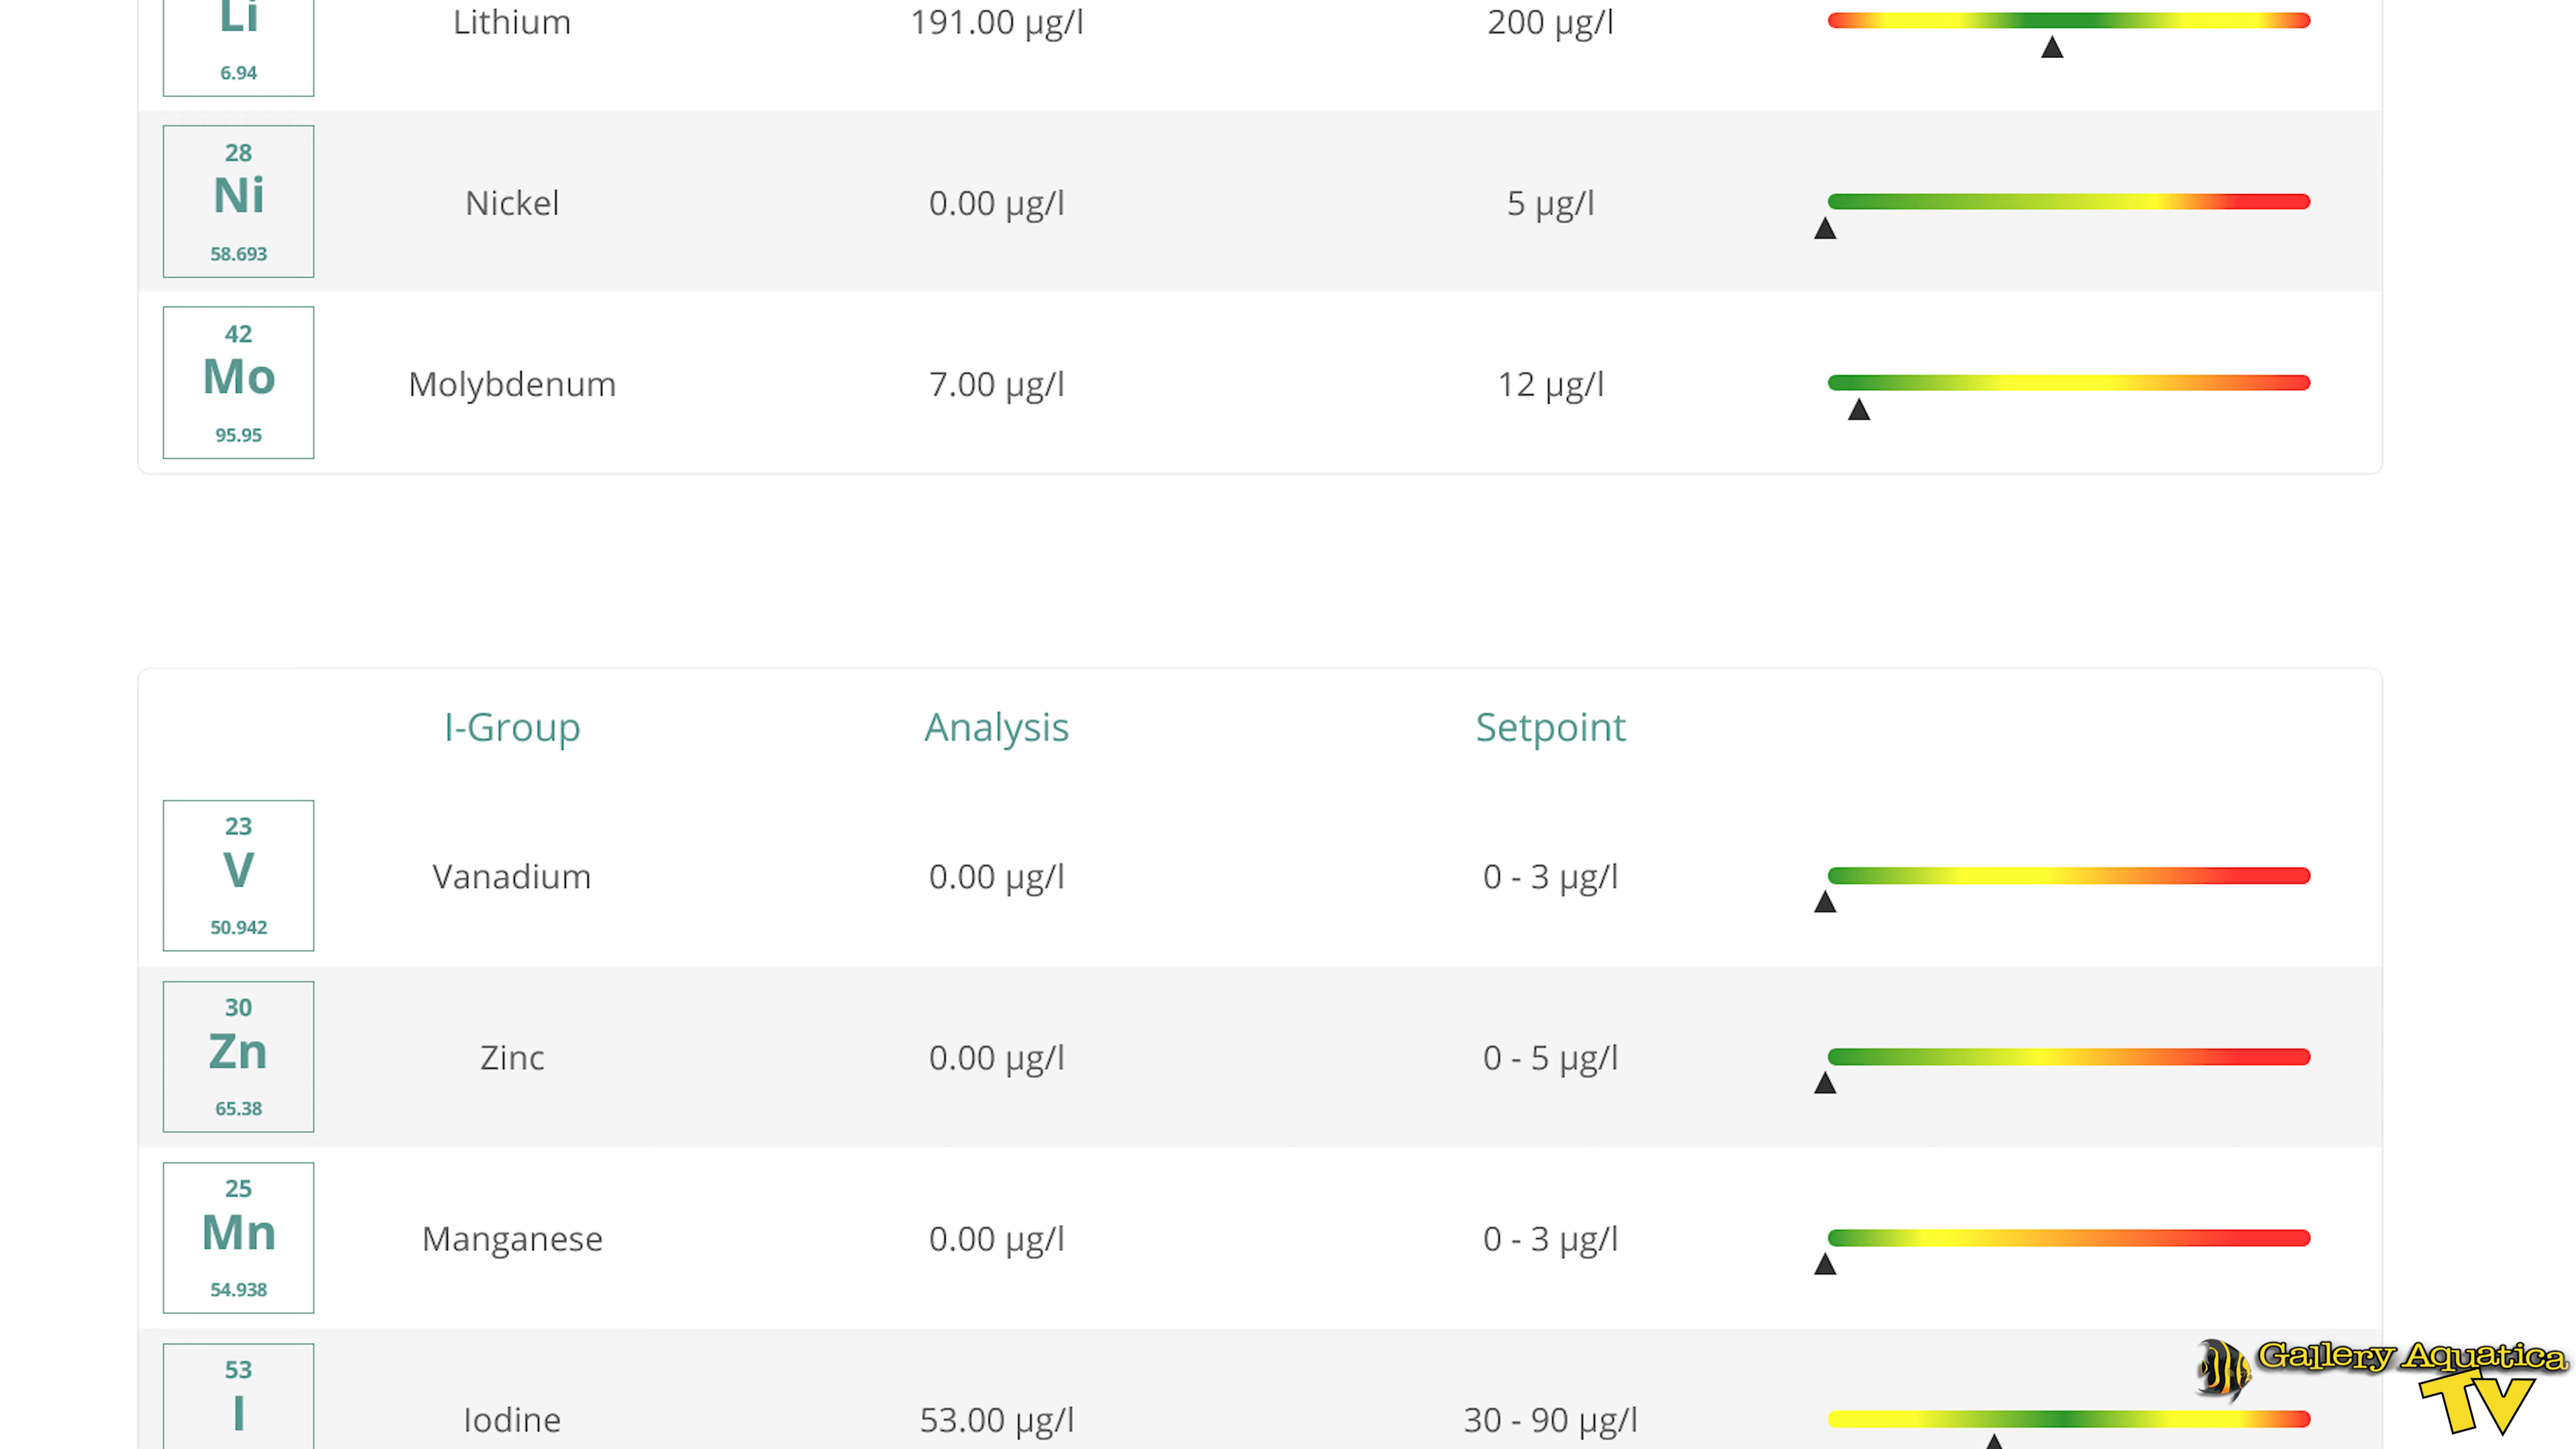 Li Lithium 191.00 µg/l 200 µg/l
6.94
28
Ni Nickel 0.00 µg/l 5 µg/l
58.693
42
Mo Molybdenum 7.00 µg/l 12 µg/l
95.95
I-Group Analysis Setpoint
23
V Vanadium 0.00 µg/l 0 - 3 µg/l
50.942
30
Zn Zinc 0.00 µg/l 0 - 5 µg/l
65.38
25
Mn Manganese 0.00 µg/l 0 - 3 µg/l
54.938
53
I Iodine 53.00 µg/l 30 - 90 µg/l
Gallery Aquatica
TV